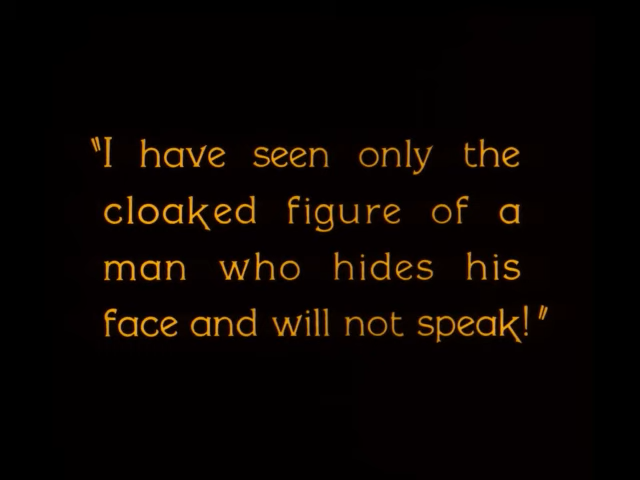 "I have seen only the
cloaked figure of a
man who hides his
face and will not speak!"